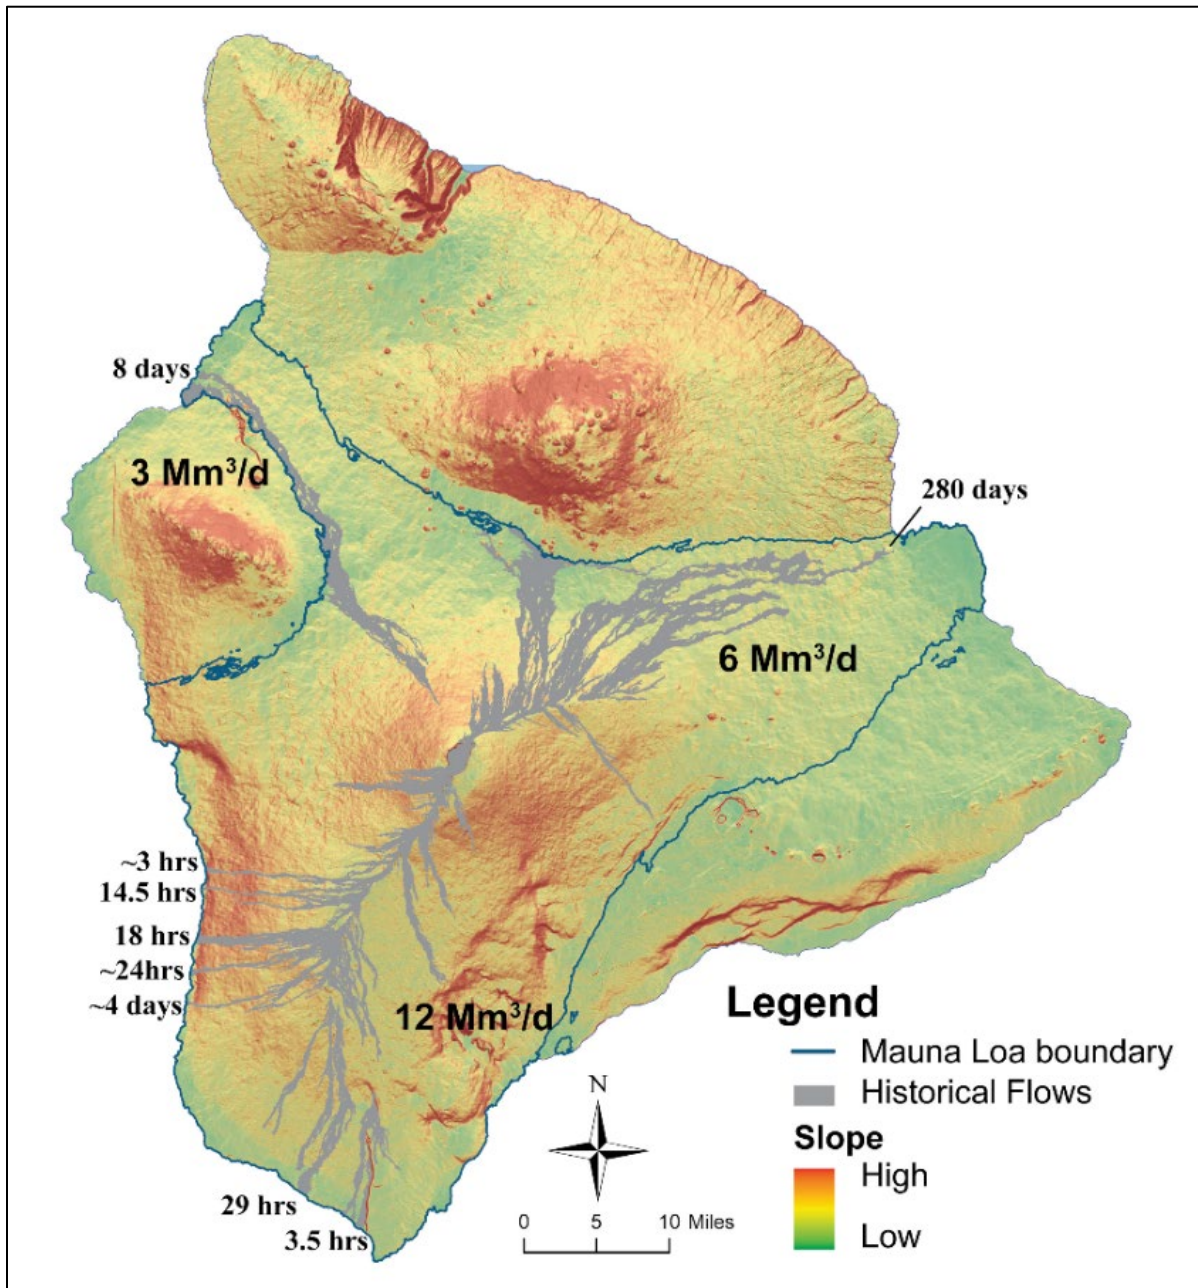 8 days
3 Mm³/d
280 days
6 Mm³/d
~3 hrs
14.5 hrs
18 hrs
~24hrs
~4 days
12 Mm³/d
29 hrs
3.5 hrs
Legend
Mauna Loa boundary
Historical Flows
Slope
High
Low
N
0 5 10 Miles